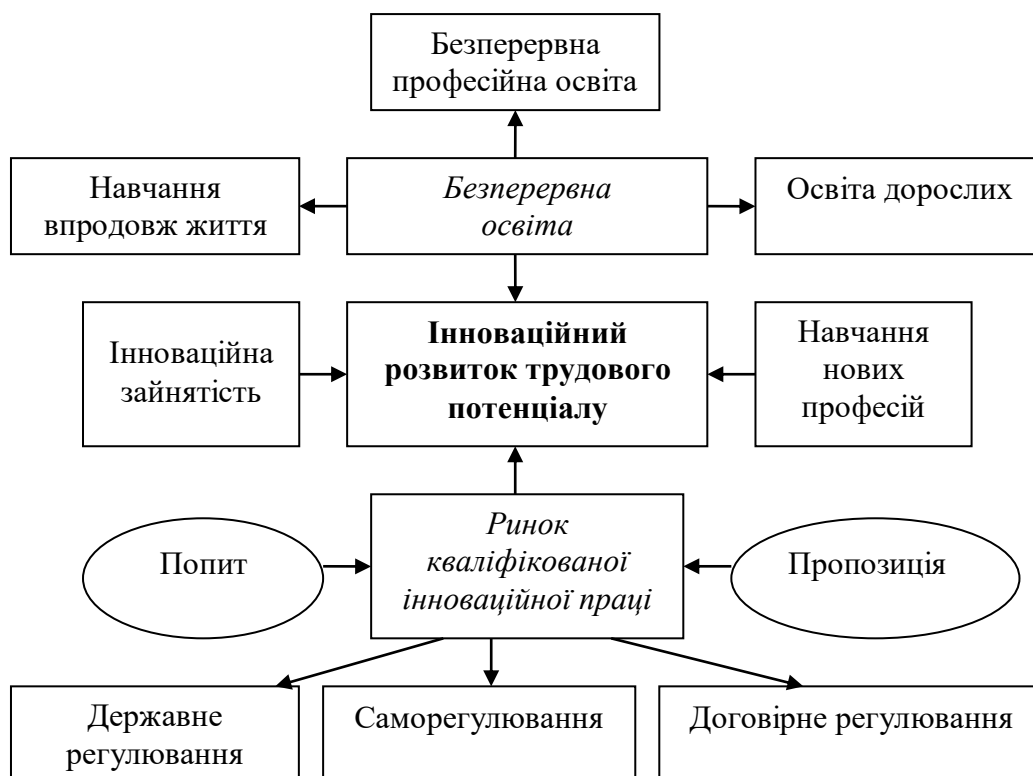 Безперервна
професійна освіта
Навчання
впродовж життя
Безперервна
освіта
Освіта дорослих
Інноваційна
зайнятість
Інноваційний
розвиток трудового
потенціалу
Навчання
нових
професій
Попит
Ринок
кваліфікованої
інноваційної праці
Пропозиція
Державне
регулювання
Саморегулювання
Договірне регулювання